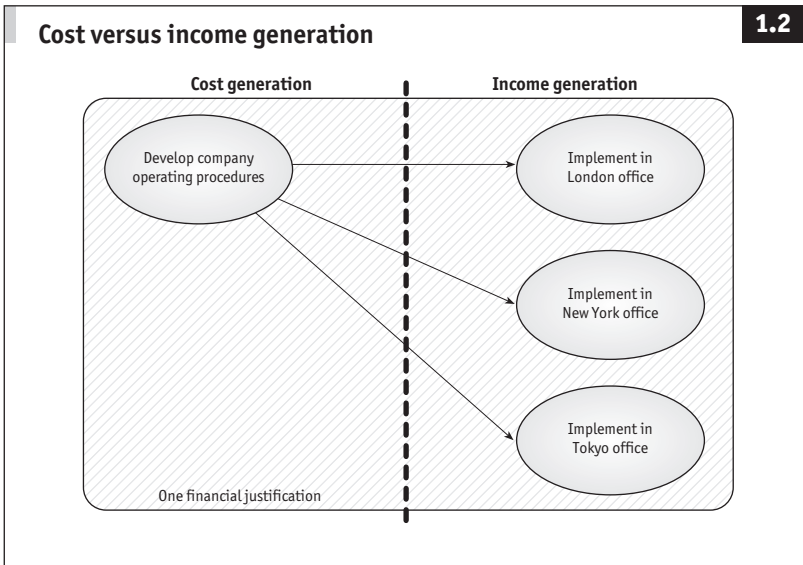 Cost versus income generation
1.2
Cost generation
Income generation
Develop company
operating procedures
Implement in
London office
Implement in
New York office
Implement in
Tokyo office
One financial justification